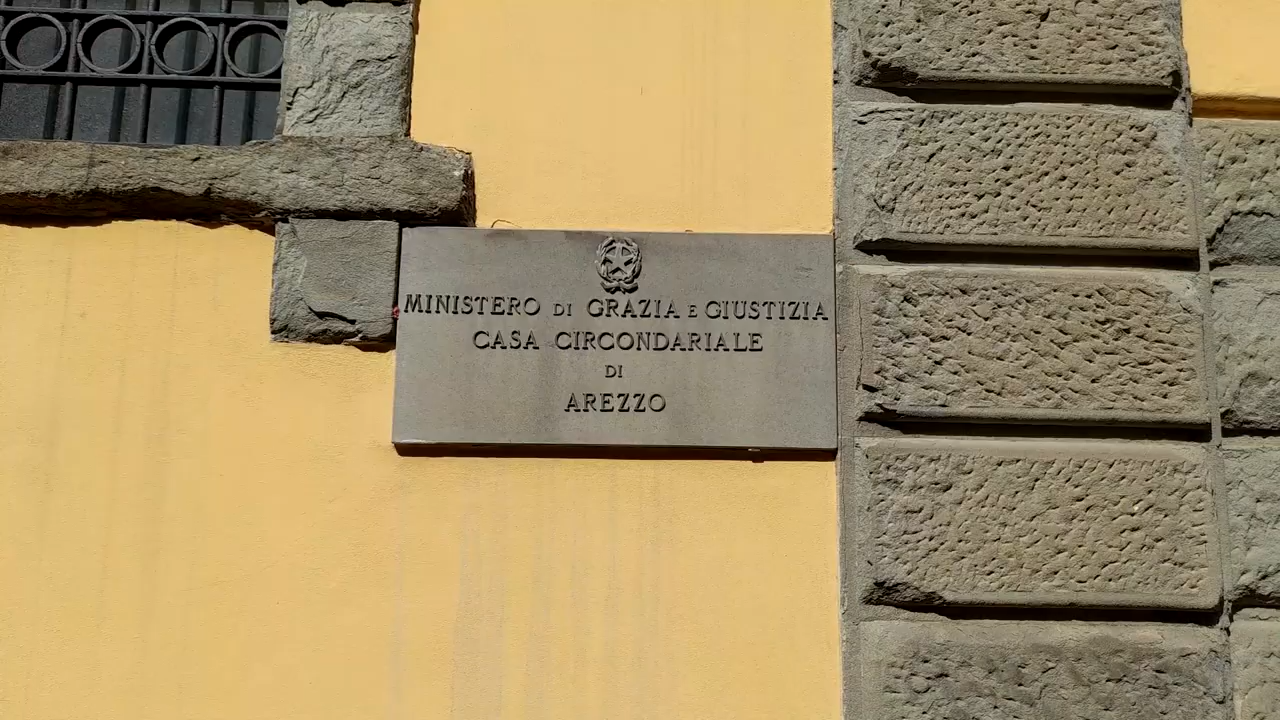 MINISTERO DI GRAZIA E GIUSTIZIA
CASA CIRCONDARIALE
DI
AREZZO